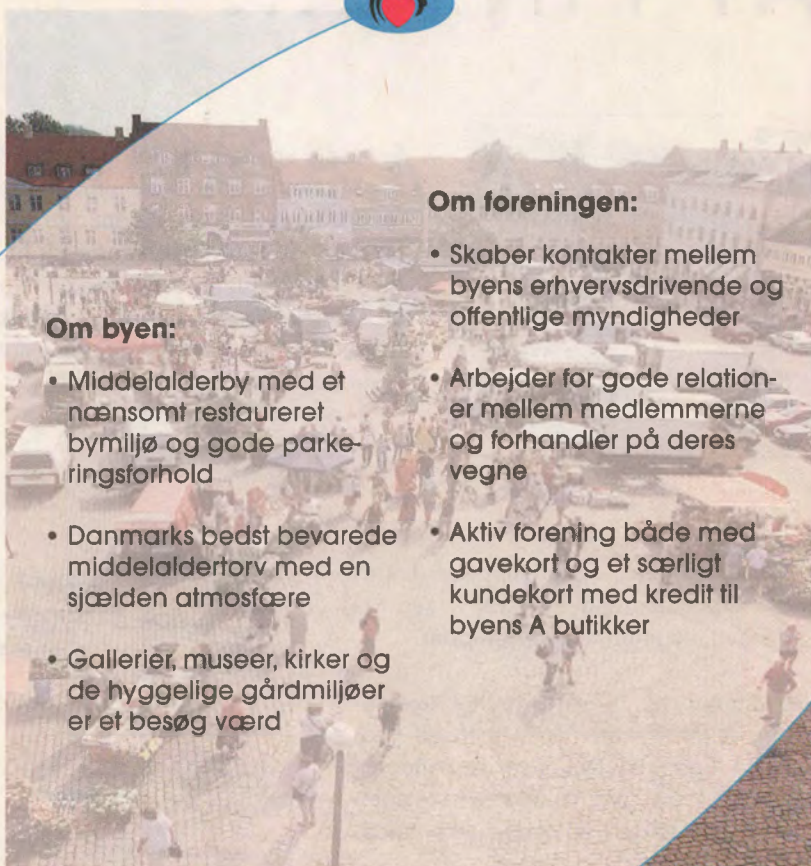 Om byen:
• Middelalderby med et
nænsomt restaureret
bymiljø og gode parke-
ringsforhold
• Danmarks bedst bevarede
middelaldertorv med en
sjælden atmosfære
• Gallerier, museer, kirker og
de hyggelige gårdmiljøer
er et besøg værd
Om foreningen:
• Skaber kontakter mellem
byens erhvervsdrivende og
offentlige myndigheder
• Arbejder for gode relation-
er mellem medlemmerne
og forhandler på deres
vegne
• Aktiv forening både med
gavekort og et særligt
kundekort med kredit til
byens A butikker